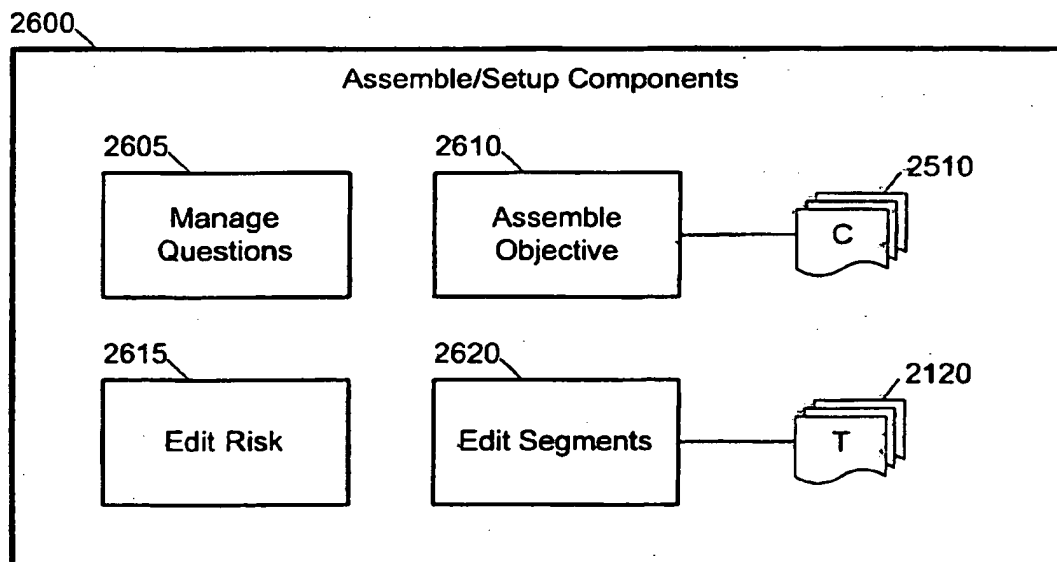 2600
Assemble/Setup Components
2605
2610
2510
Manage
Questions
Assemble
Objective
C
2615
2620
2120
Edit Risk
Edit Segments
T